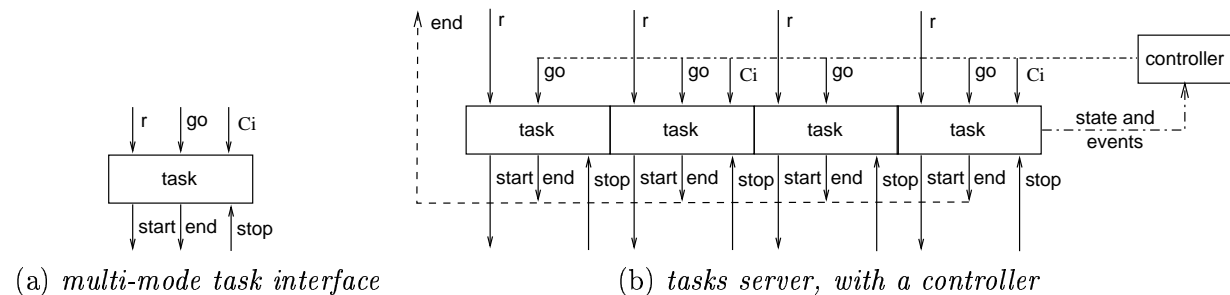 end
r r r r
controller
go go Ci go go Ci
task task task task
state and
events
start end stop start end stop start end stop start end stop
r go Ci
task
start end stop
(a) multi-mode task interface
(b) tasks server, with a controller